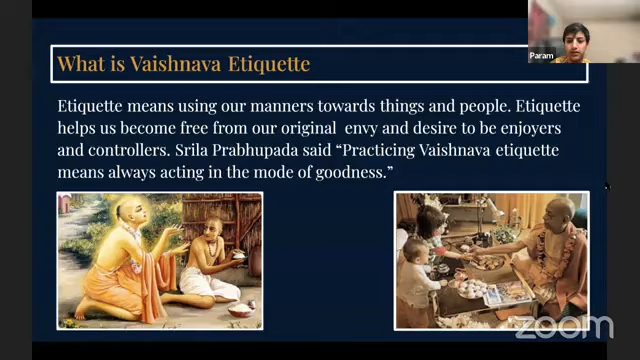 Param
What is Vaishnava Etiquette
Etiquette means using our manners towards things and people. Etiquette
helps us become free from our original envy and desire to be enjoyers
and controllers. Srila Prabhupada said “Practicing Vaishnava etiquette
means always acting in the mode of goodness.”
zoom